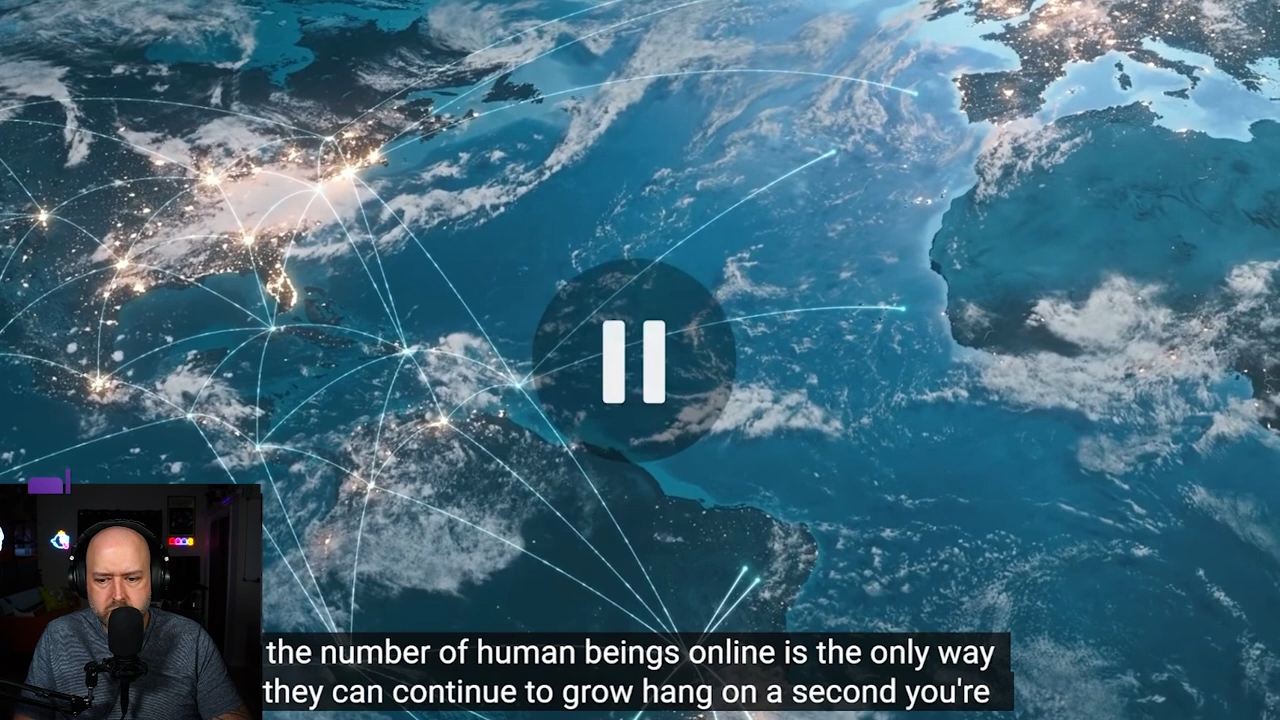 the number of human beings online is the only way
they can continue to grow hang on a second you're